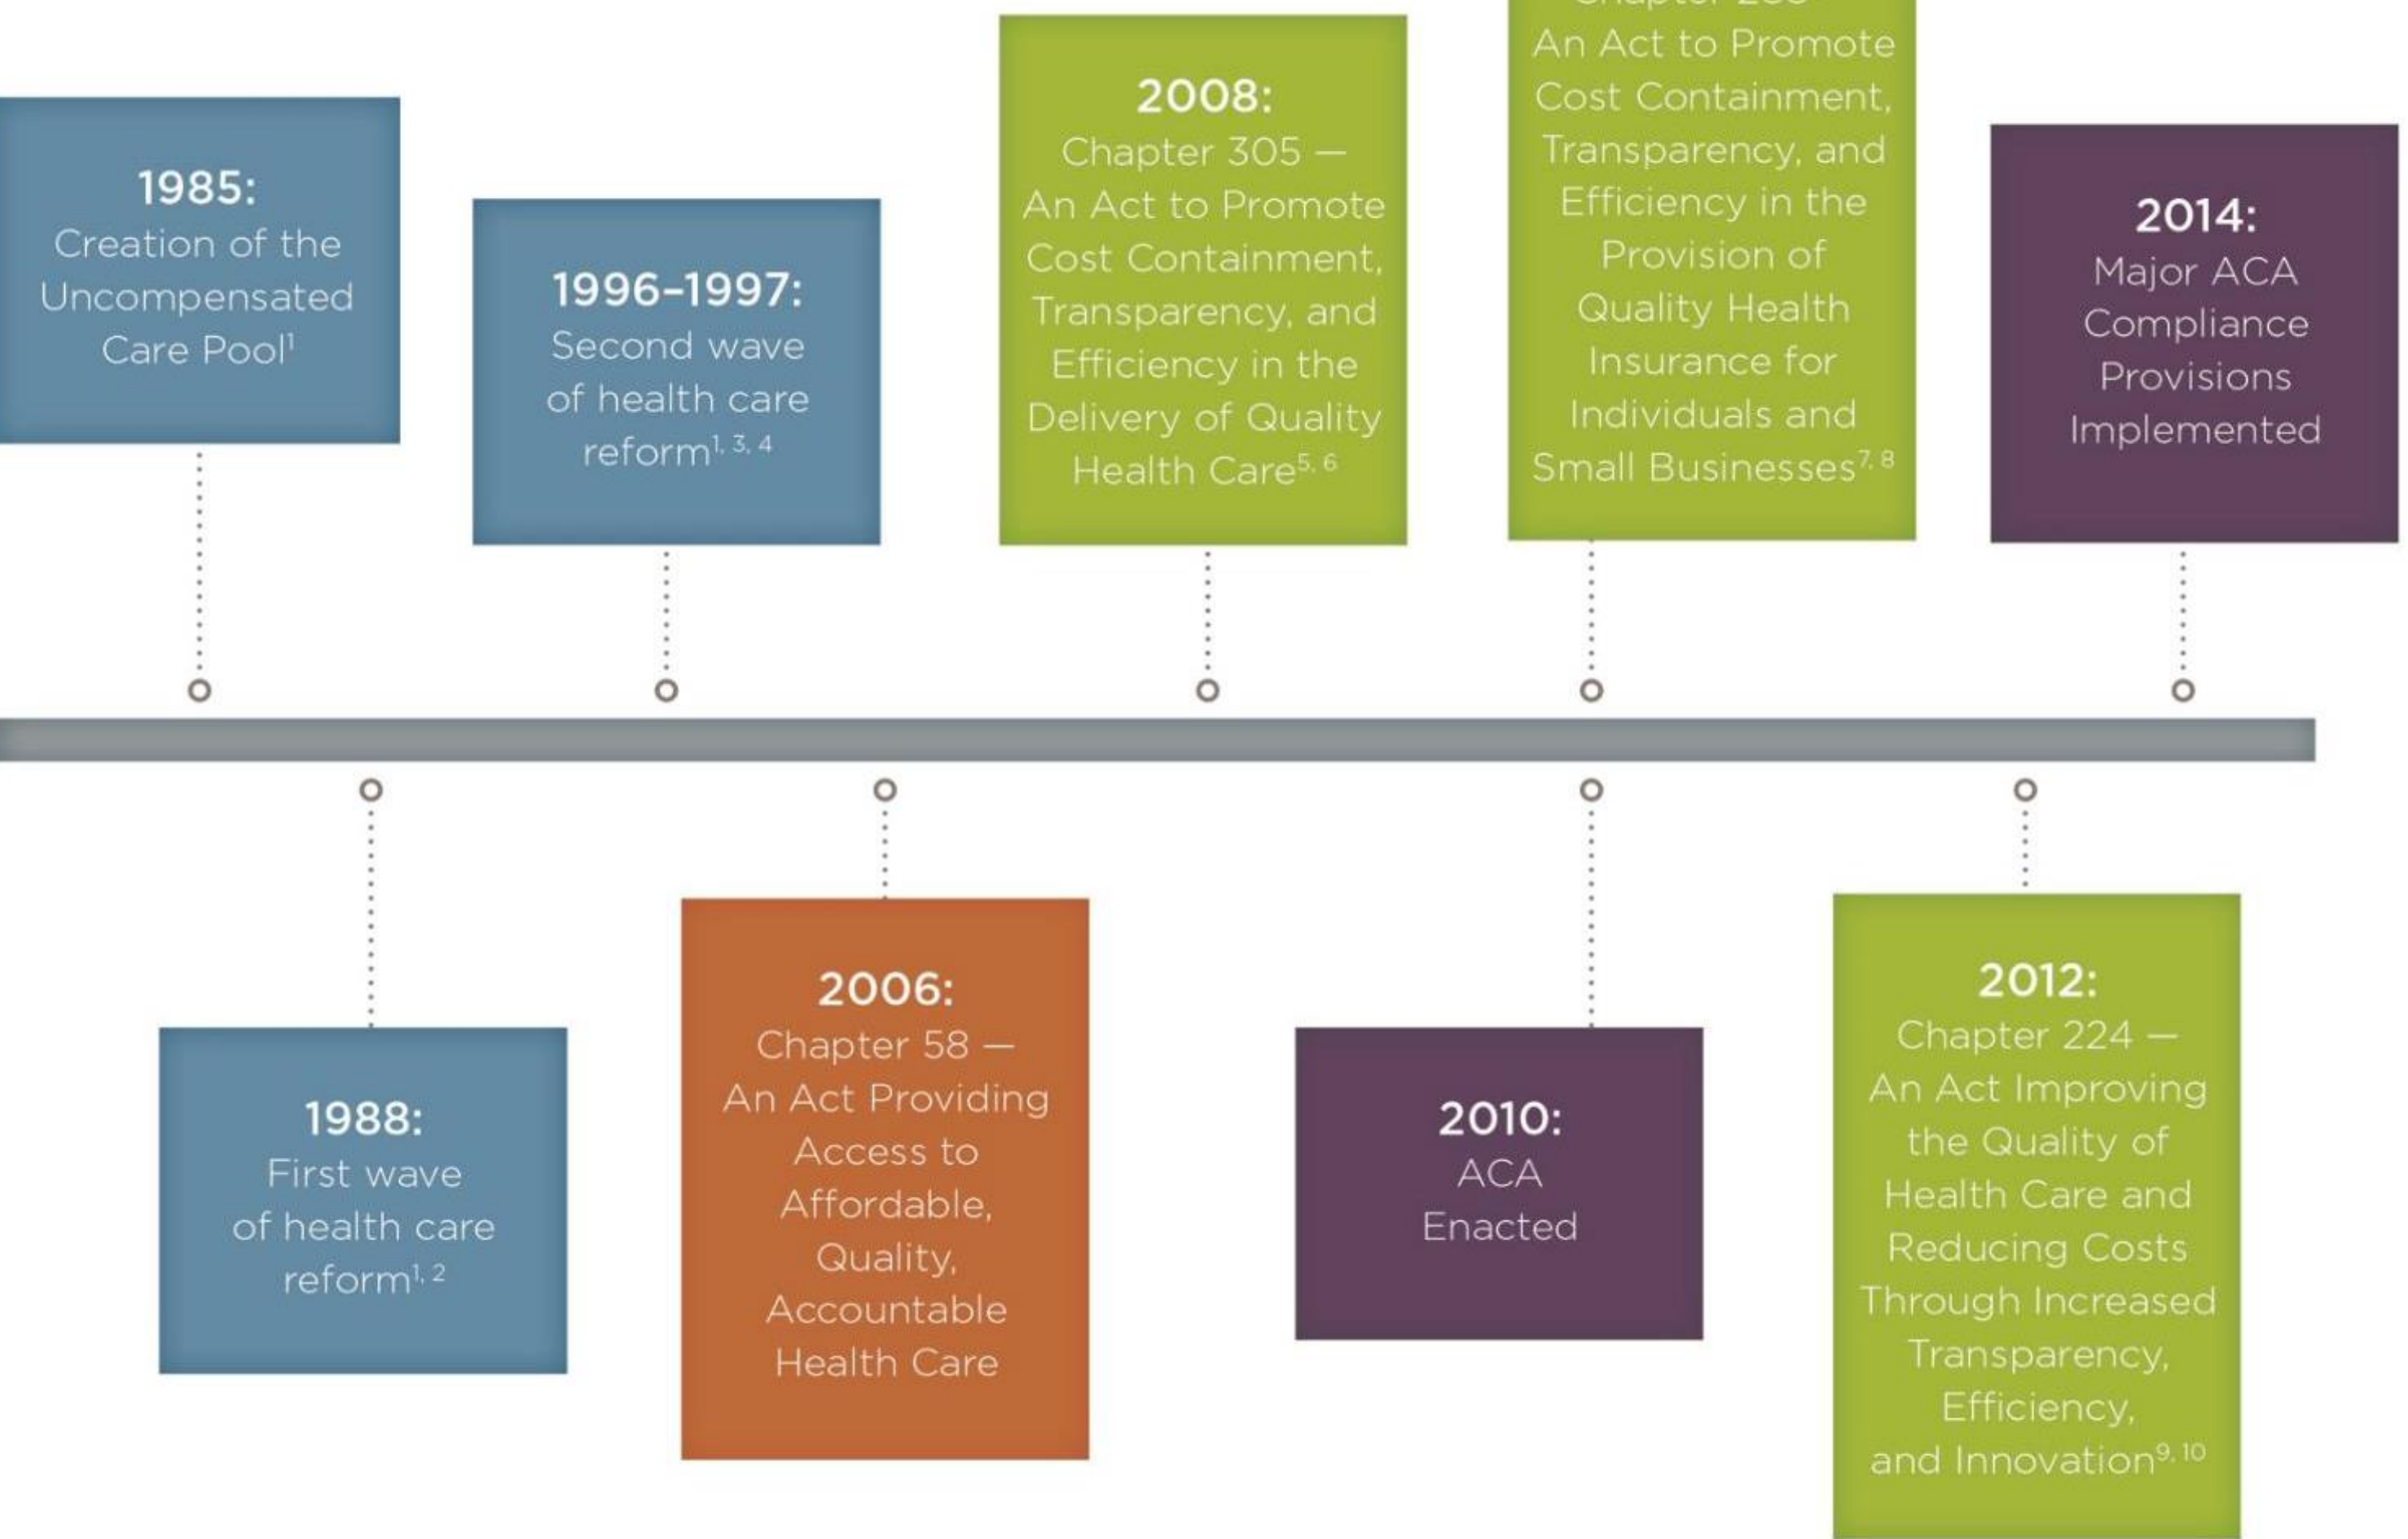 1985:
Creation of the
Uncompensated
Care Pool¹
1996–1997:
Second wave
of health care
reform¹, ³, ⁴
2008:
Chapter 305 —
An Act to Promote
Cost Containment,
Transparency, and
Efficiency in the
Delivery of Quality
Health Care⁵, ⁶
An Act to Promote
Cost Containment,
Transparency, and
Efficiency in the
Provision of
Quality Health
Insurance for
Individuals and
Small Businesses⁷, ⁸
2014:
Major ACA
Compliance
Provisions
Implemented
1988:
First wave
of health care
reform¹, ²
2006:
Chapter 58 —
An Act Providing
Access to
Affordable,
Quality,
Accountable
Health Care
2010:
ACA
Enacted
2012:
Chapter 224 —
An Act Improving
the Quality of
Health Care and
Reducing Costs
Through Increased
Transparency,
Efficiency,
and Innovation⁹, ¹⁰